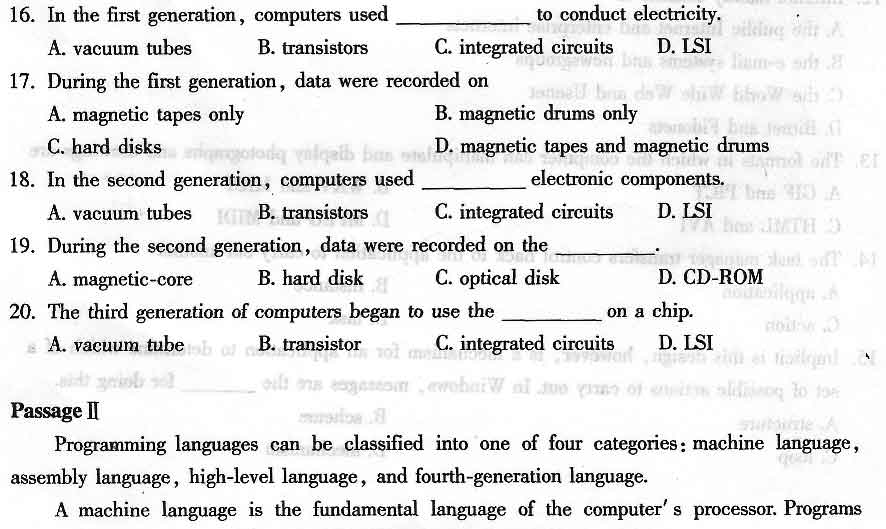 16. In the first generation, computers used __________ to conduct electricity.
A. vacuum tubes B. transistors C. integrated circuits D. LSI
17. During the first generation, data were recorded on
A. magnetic tapes only B. magnetic drums only
C. hard disks D. magnetic tapes and magnetic drums
18. In the second generation, computers used __________ electronic components.
A. vacuum tubes B. transistors C. integrated circuits D. LSI
19. During the second generation, data were recorded on the __________.
A. magnetic-core B. hard disk C. optical disk D. CD-ROM
20. The third generation of computers began to use the __________ on a chip.
A. vacuum tube B. transistor C. integrated circuits D. LSI
Passage Ⅱ
Programming languages can be classified into one of four categories: machine language,
assembly language, high-level language, and fourth-generation language.
A machine language is the fundamental language of the computer's processor. Programs